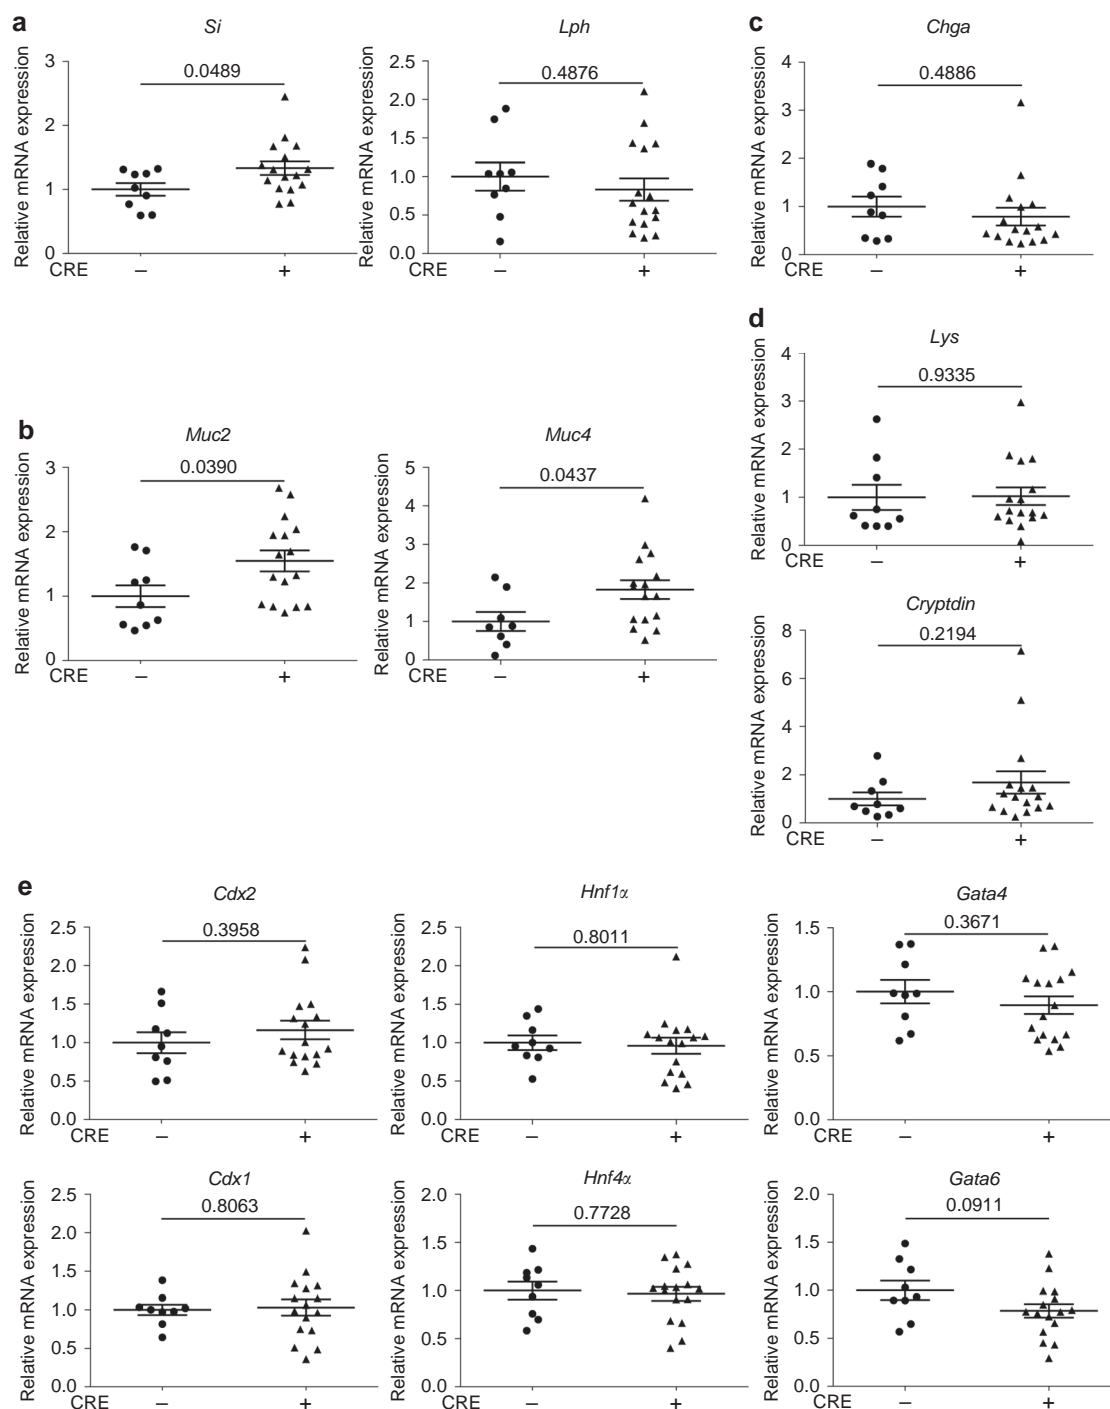 a
Si
Relative mRNA expression
3
2
1
0
0.0489
CRE
–
+
Lph
Relative mRNA expression
2.5
2.0
1.5
1.0
0.5
0.0
0.4876
–
+
c
Chga
Relative mRNA expression
4
3
2
1
0
0.4886
CRE
–
+
b
Muc2
Relative mRNA expression
3
2
1
0
0.0390
CRE
–
+
Muc4
Relative mRNA expression
5
4
3
2
1
0
0.0437
–
+
d
Lys
Relative mRNA expression
4
3
2
1
0
0.9335
CRE
–
+
Cryptdin
Relative mRNA expression
8
6
4
2
0
0.2194
CRE
–
+
e
Cdx2
Relative mRNA expression
2.5
2.0
1.5
1.0
0.5
0.0
0.3958
CRE
–
+
Hnf1α
Relative mRNA expression
2.5
2.0
1.5
1.0
0.5
0.0
0.8011
CRE
–
+
Gata4
Relative mRNA expression
1.5
1.0
0.5
0.0
0.3671
CRE
–
+
Cdx1
Relative mRNA expression
2.5
2.0
1.5
1.0
0.5
0.0
0.8063
CRE
–
+
Hnf4α
Relative mRNA expression
2.0
1.5
1.0
0.5
0.0
0.7728
CRE
–
+
Gata6
Relative mRNA expression
2.0
1.5
1.0
0.5
0.0
0.0911
CRE
–
+